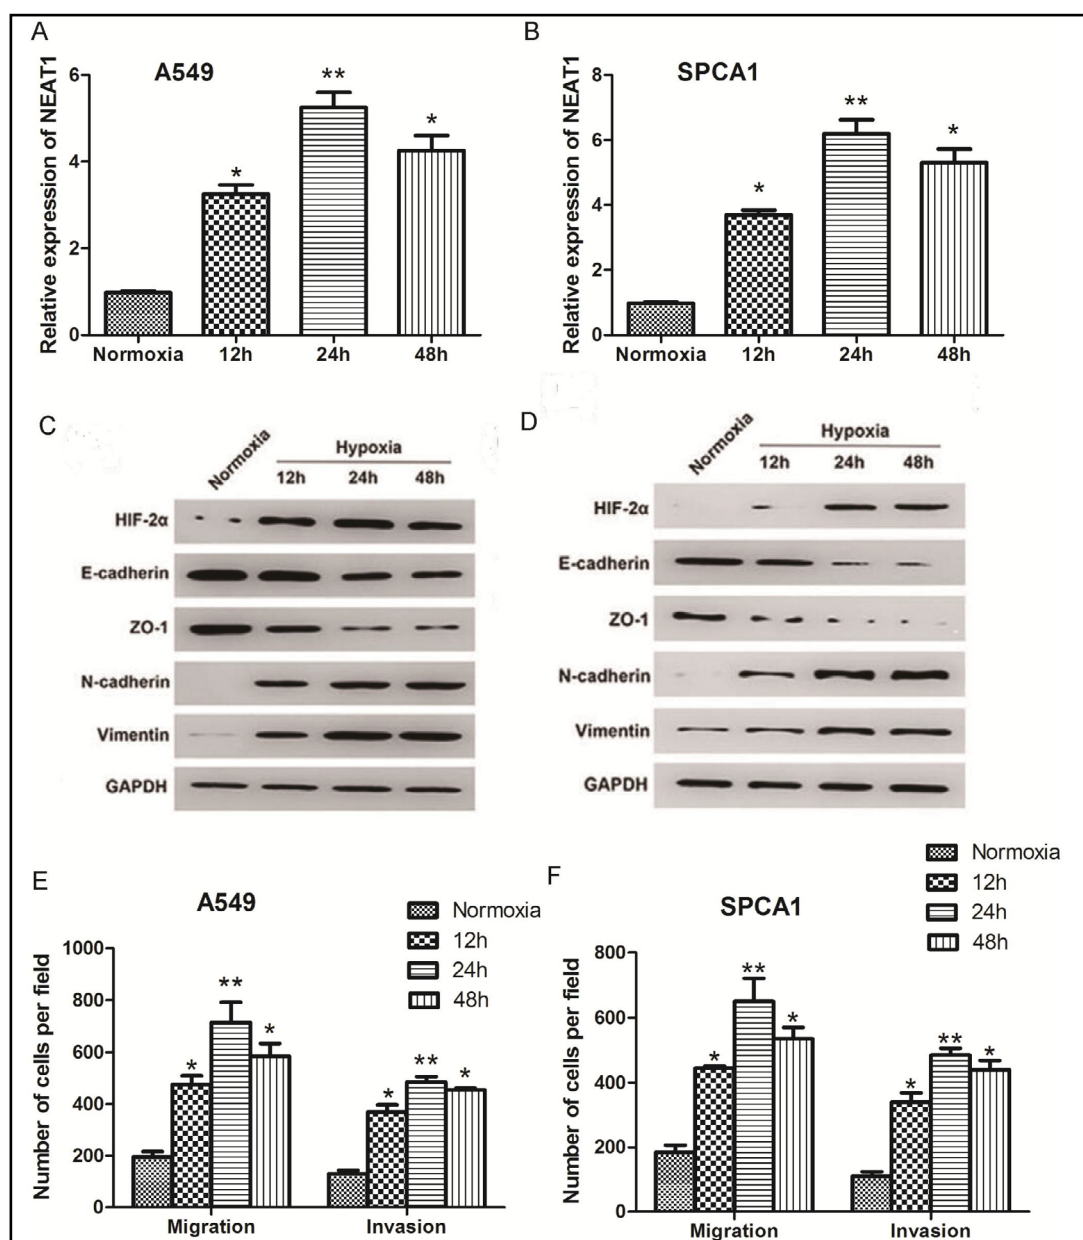 A
A549
Relative expression of NEAT1
6
4
2
0
**
*
*
Normoxia 12h 24h 48h
B
SPCA1
Relative expression of NEAT1
8
6
4
2
0
**
*
*
Normoxia 12h 24h 48h
C
Normoxia
Hypoxia
12h 24h 48h
HIF-2α
E-cadherin
ZO-1
N-cadherin
Vimentin
GAPDH
D
Normoxia
Hypoxia
12h 24h 48h
HIF-2α
E-cadherin
ZO-1
N-cadherin
Vimentin
GAPDH
E
A549
Normoxia
12h
24h
48h
Number of cells per field
1000
800
600
400
200
0
* ** *
* ** *
Migration Invasion
F
SPCA1
Normoxia
12h
24h
48h
Number of cells per field
800
600
400
200
0
* ** *
* ** *
Migration Invasion